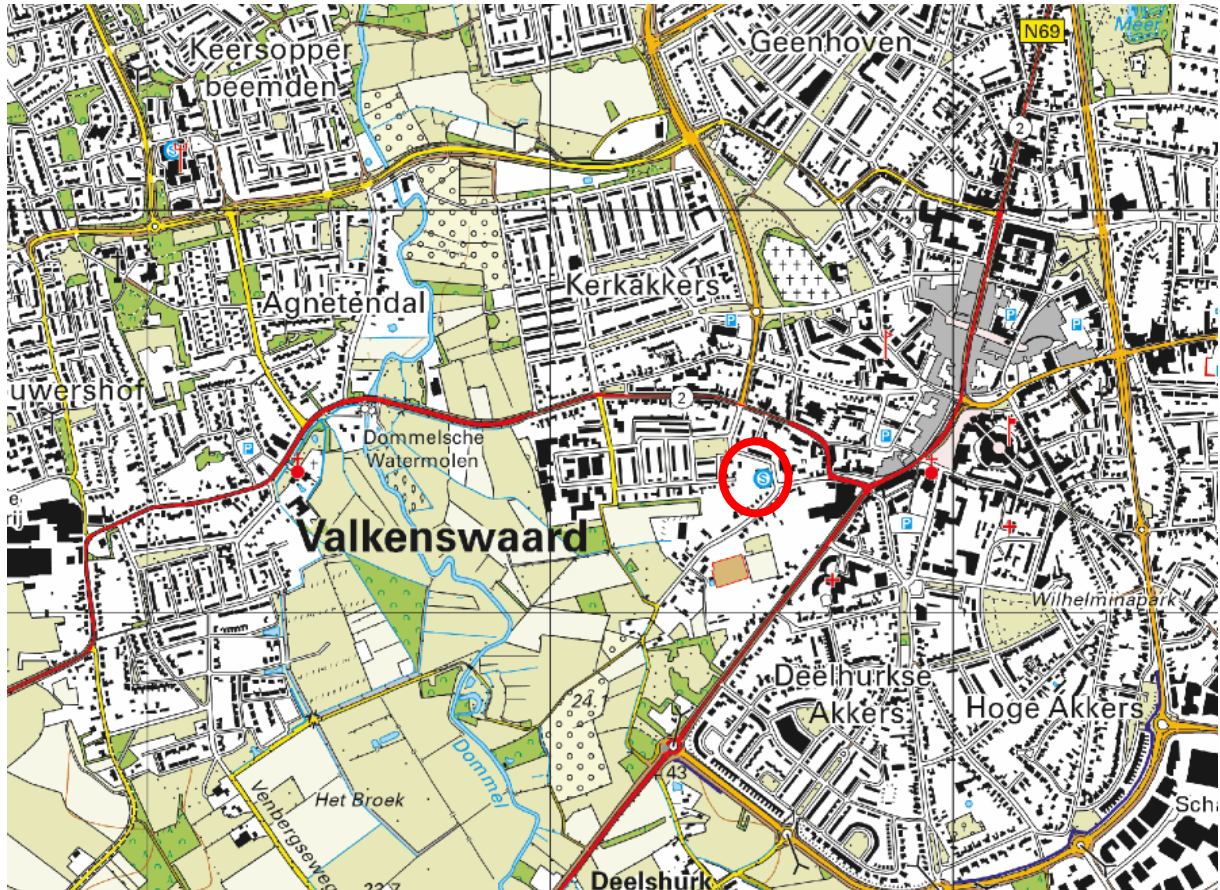 Keersopper
beemden
Geenhoven
N69
Meer
2
S
Agnetendal
Kerkakkers
P
P
P
uwershof
2
P
P
Dommelsche
Watermolen
S
Valkenswaard
P
Wilhelminapark
Deelhurkse
Akkers
Hoge Akkers
24.
Dommel
43
Het Broek
Venbergseweg
Scha
Deelshurk